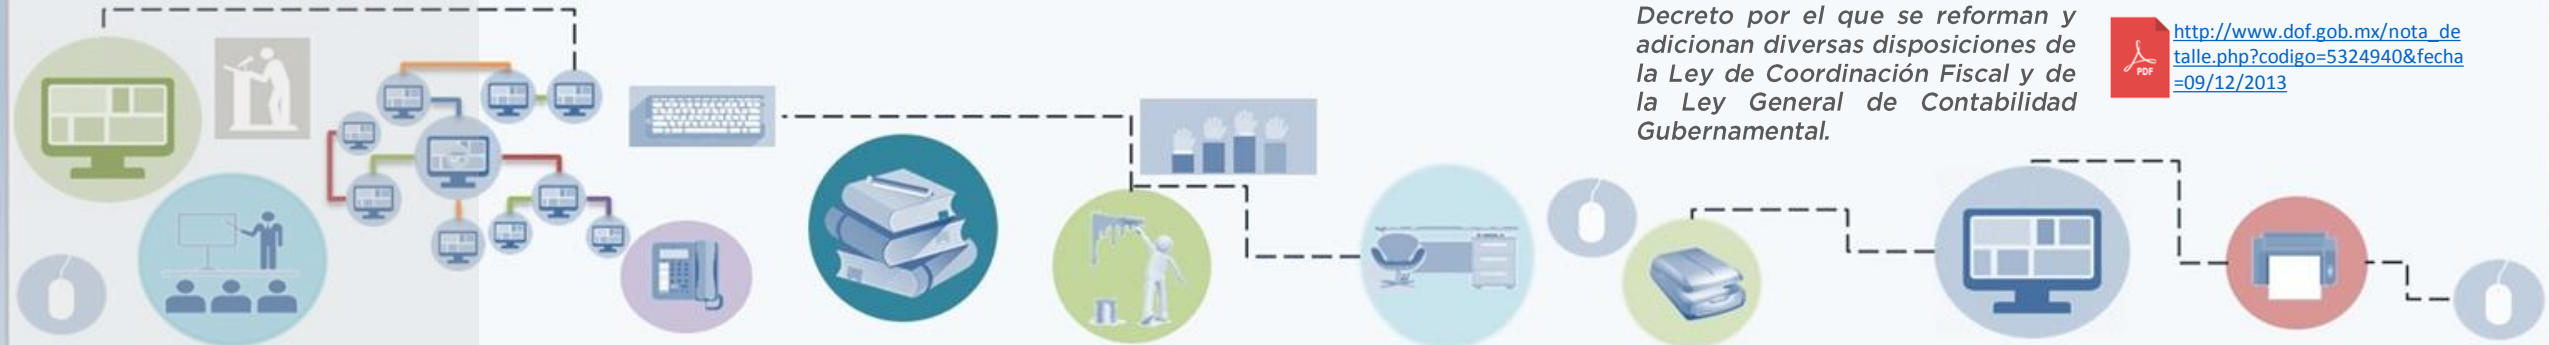 Decreto por el que se reforman y
adicionan diversas disposiciones de
la Ley de Coordinación Fiscal y de
la Ley General de Contabilidad
Gubernamental.
PDF
http://www.dof.gob.mx/nota_de
talle.php?codigo=5324940&fecha
=09/12/2013